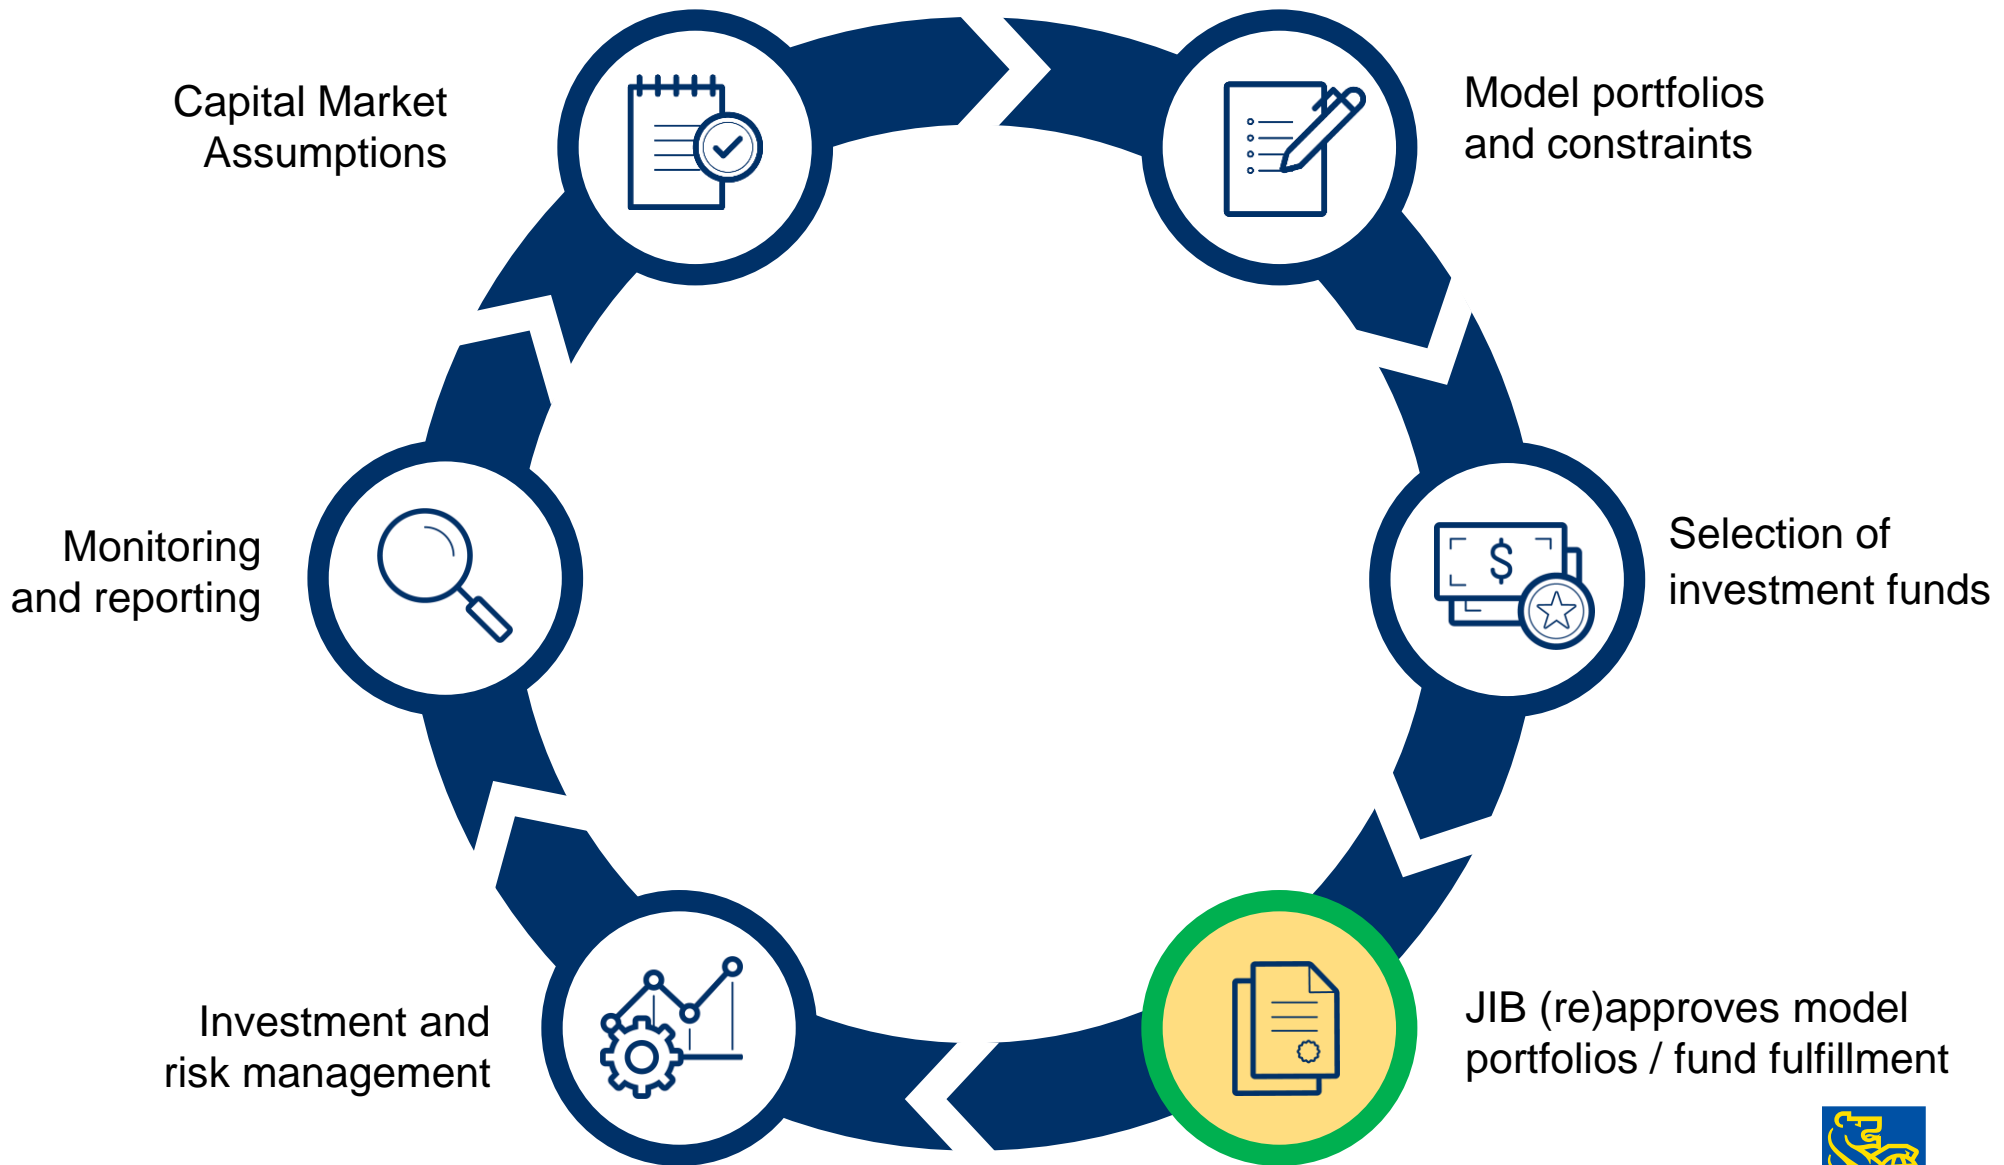 Capital Market
Assumptions
Model portfolios
and constraints
$
Selection of
investment funds
JIB (re)approves model
portfolios / fund fulfillment
Investment and
risk management
Monitoring
and reporting